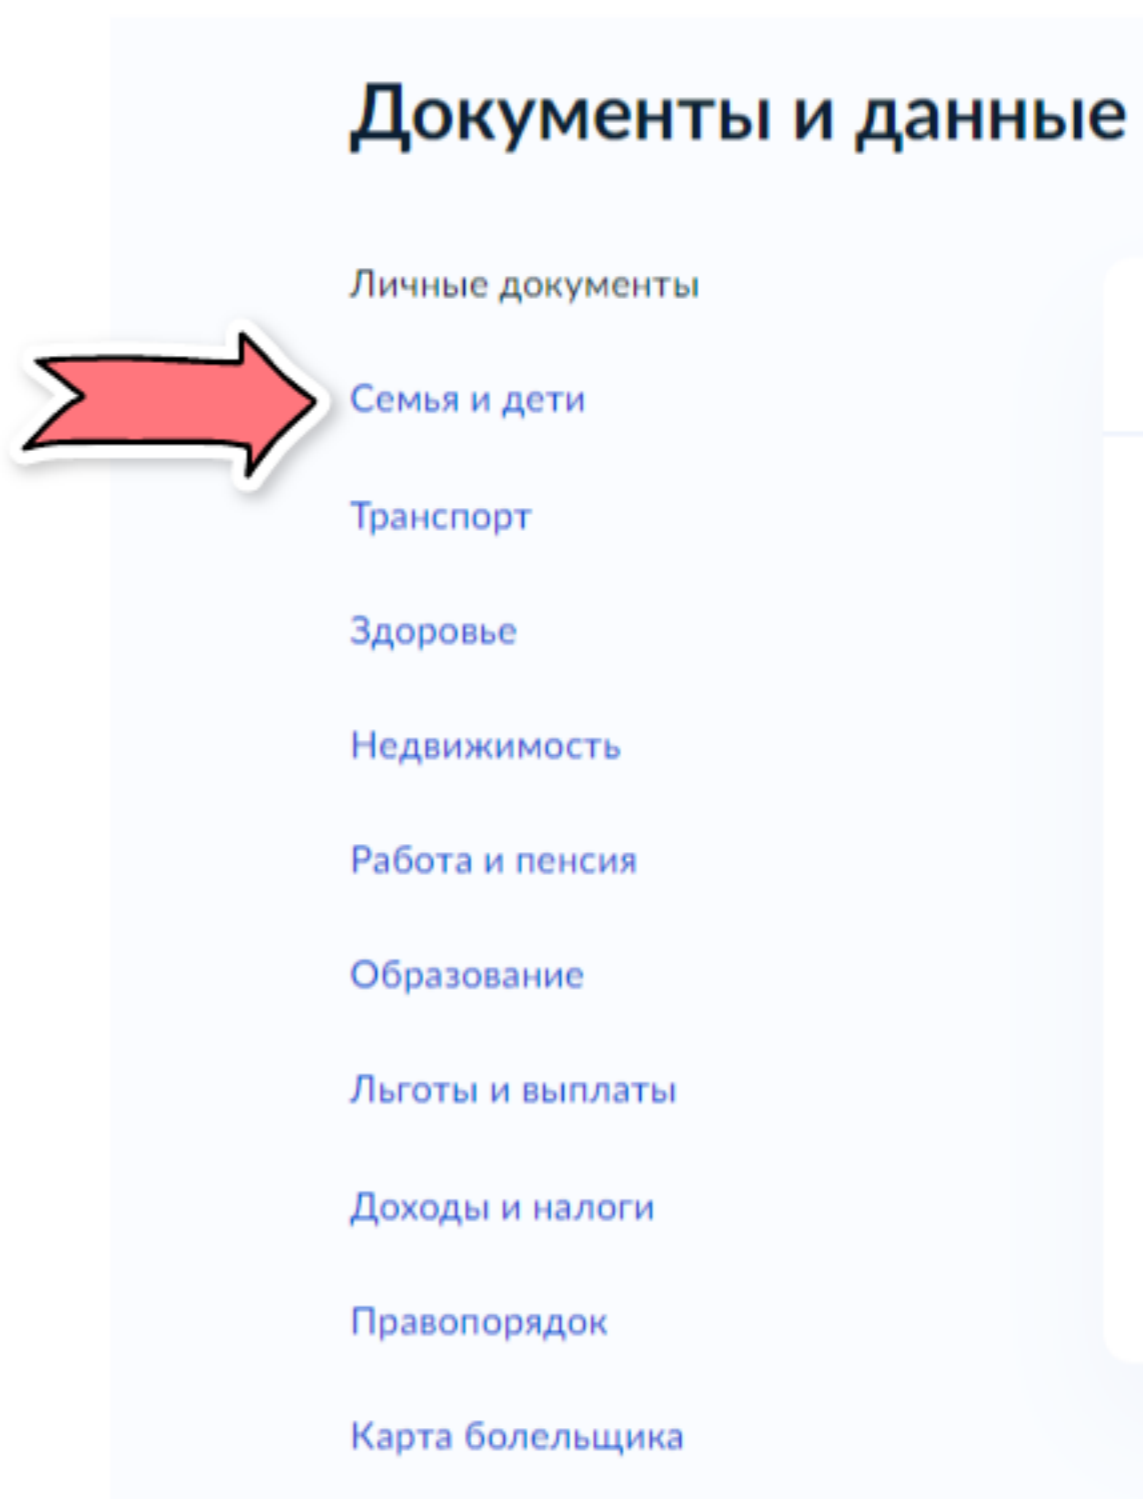 Документы и данные
Личные документы
Семья и дети
Транспорт
Здоровье
Недвижимость
Работа и пенсия
Образование
Льготы и выплаты
Доходы и налоги
Правопорядок
Карта болельщика